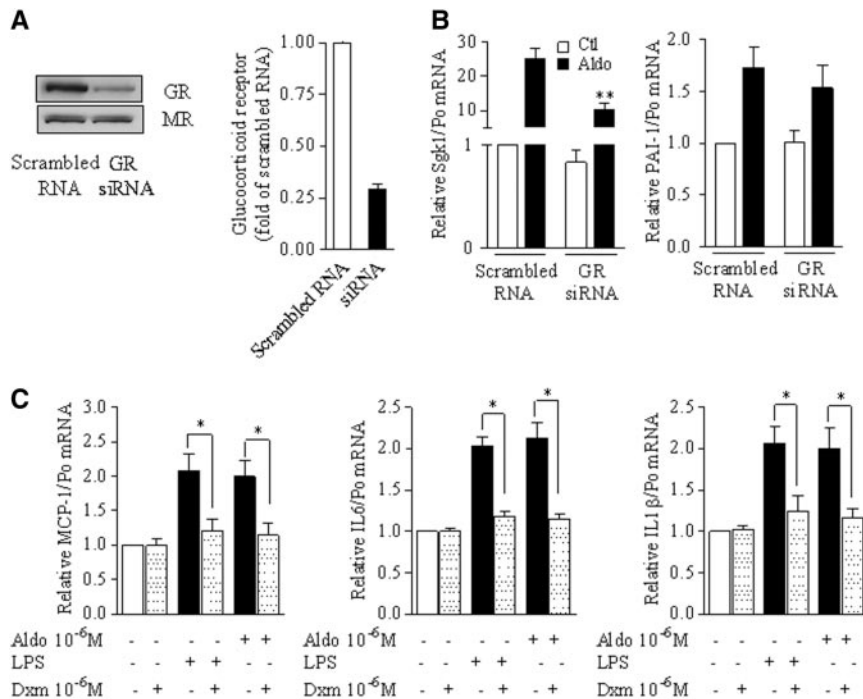 A
GR
MR
Scrambled GR
RNA siRNA
Glucocorticoid receptor
(fold of scrambled RNA)
1.00
0.75
0.50
0.25
0.00
Scrambled RNA
siRNA
B
Relative Sgk1/Po mRNA
30
25
20
10
1
0
Ctl
Aldo
**
Scrambled
RNA
GR
siRNA
Relative PAI-1/Po mRNA
2.0
1.5
1.0
0.5
0.0
Scrambled
RNA
GR
siRNA
C
Relative MCP-1/Po mRNA
3.0
2.5
2.0
1.5
1.0
0.5
0.0
* *
Relative IL6/Po mRNA
2.5
2.0
1.5
1.0
0.5
0.0
* *
Relative IL1 β/Po mRNA
2.5
2.0
1.5
1.0
0.5
0.0
* *
Aldo 10⁻⁶M - - - - + + Aldo 10⁻⁶M - - - - + + Aldo 10⁻⁶M - - - - + +
LPS - - + + - - LPS - - + + - - LPS - - + + - -
Dxm 10⁻⁶M - + - + - + Dxm 10⁻⁶M - + - + - + Dxm 10⁻⁶M - + - + - +